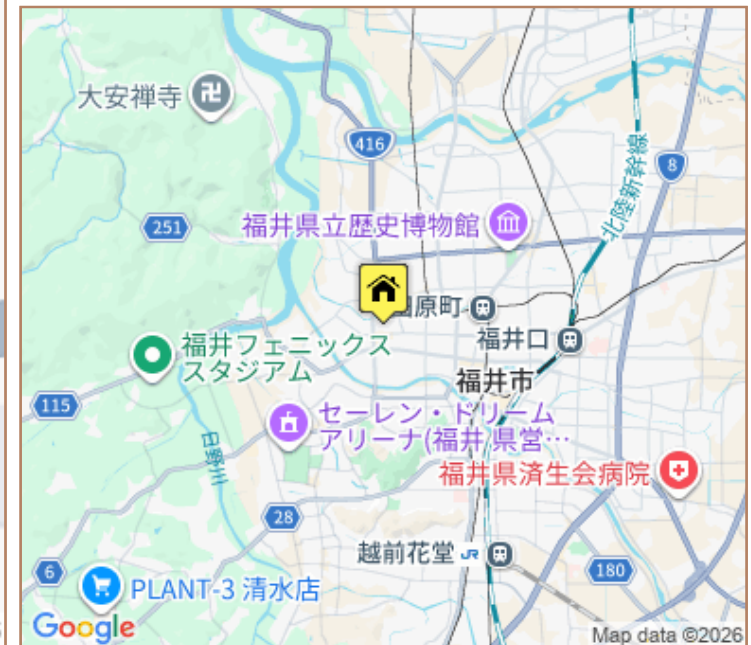 大安禅寺
416
8
北陸新幹線
251
福井県立歴史博物館
田原町
福井口
福井フェニックス
スタジアム
福井市
115
セーレン・ドリーム
アリーナ(福井 県営…
日野川
福井県済生会病院
28
越前花堂 JR
6
180
PLANT-3 清水店
Google
Map data ©2026